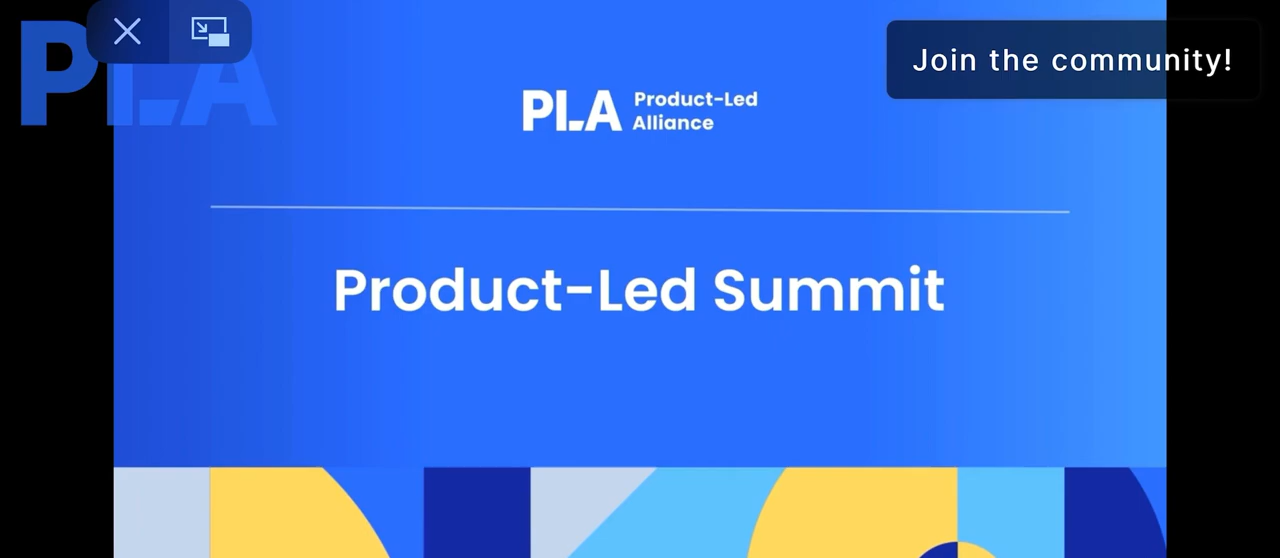 PLA
Join the community!
PLA Product-Led
Alliance
Product-Led Summit